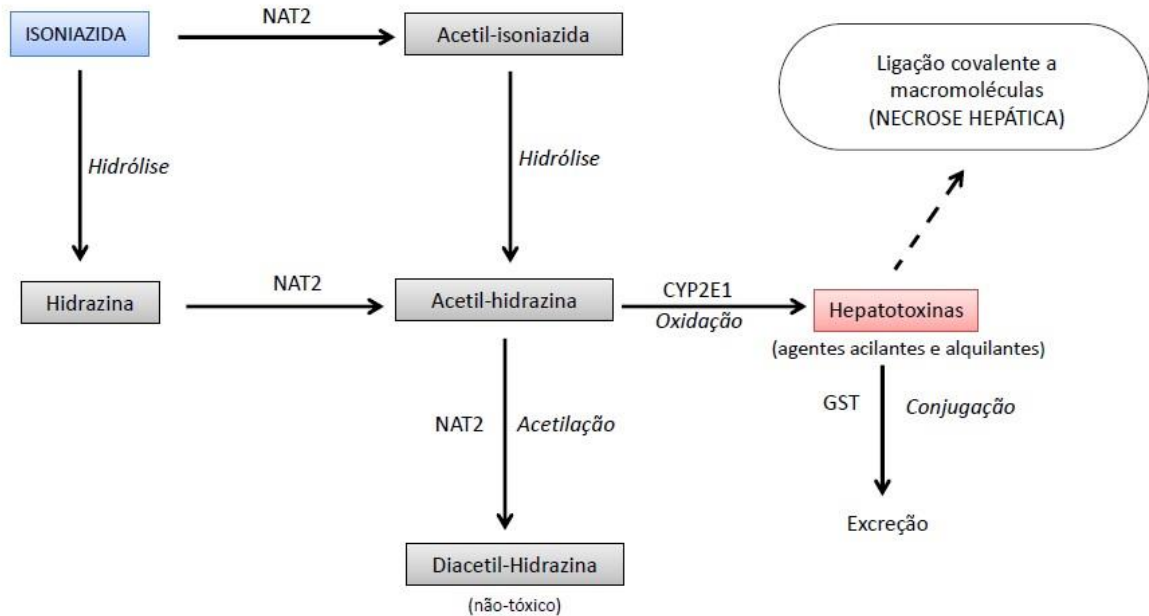 NAT2
ISONIAZIDA
Acetil-isoniazida
Ligação covalente a
macromoléculas
(NECROSE HEPÁTICA)
Hidrólise
Hidrólise
NAT2
CYP2E1
Hidrazina
Acetil-hidrazina
Oxidação
Hepatotoxinas
(agentes acilantes e alquilantes)
NAT2
Acetilação
GST
Conjugação
Excreção
Diacetil-Hidrazina
(não-tóxico)